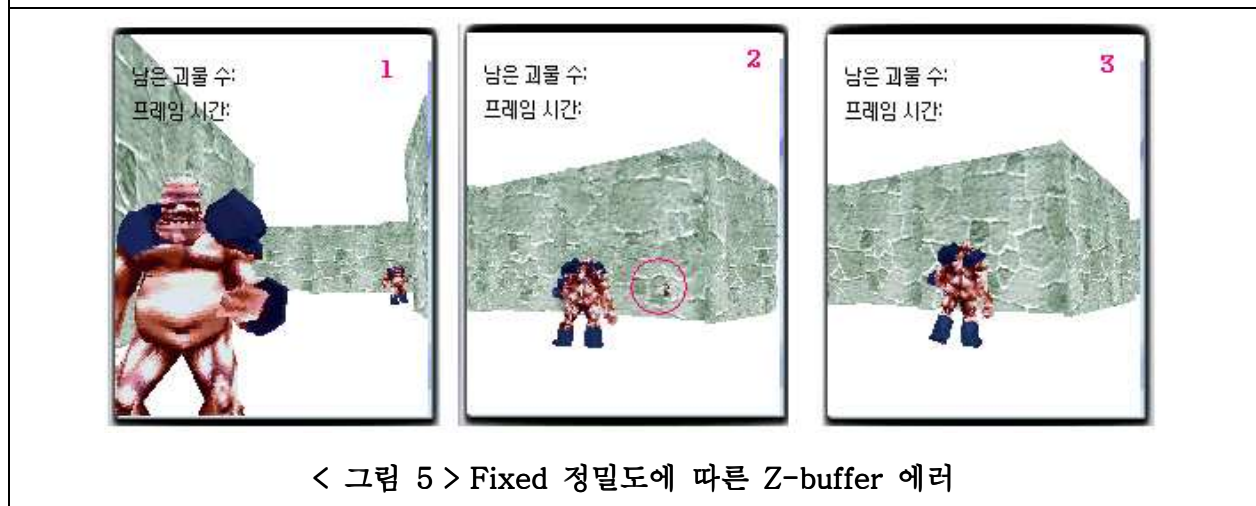 1
남은 괴물 수:
프레임 시간:
2
남은 괴물 수:
프레임 시간:
3
남은 괴물 수:
프레임 시간:
< 그림 5 > Fixed 정밀도에 따른 Z-buffer 에러